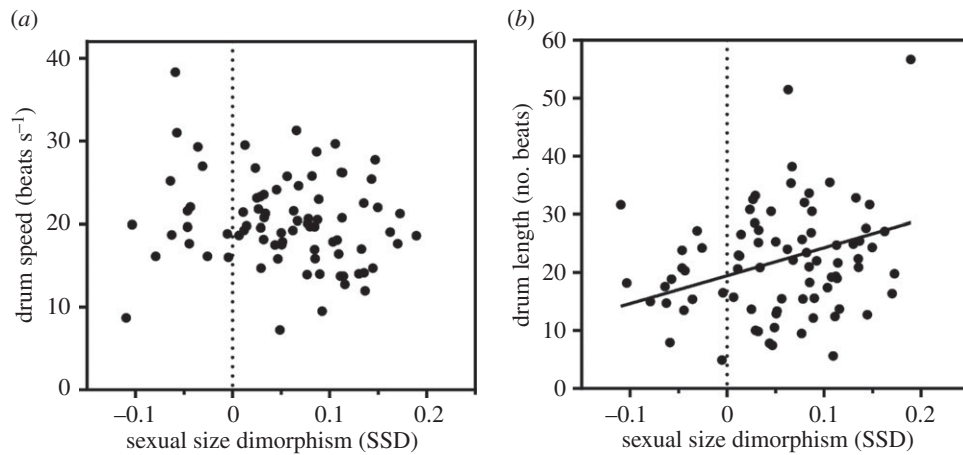 (a)
40
30
20
10
0
drum speed (beats s⁻¹)
–0.1 0 0.1 0.2
sexual size dimorphism (SSD)
(b)
60
50
40
30
20
10
0
drum length (no. beats)
–0.1 0 0.1 0.2
sexual size dimorphism (SSD)